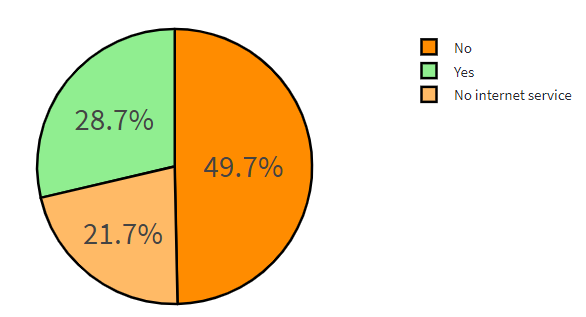 No
Yes
No internet service
28.7%
49.7%
21.7%